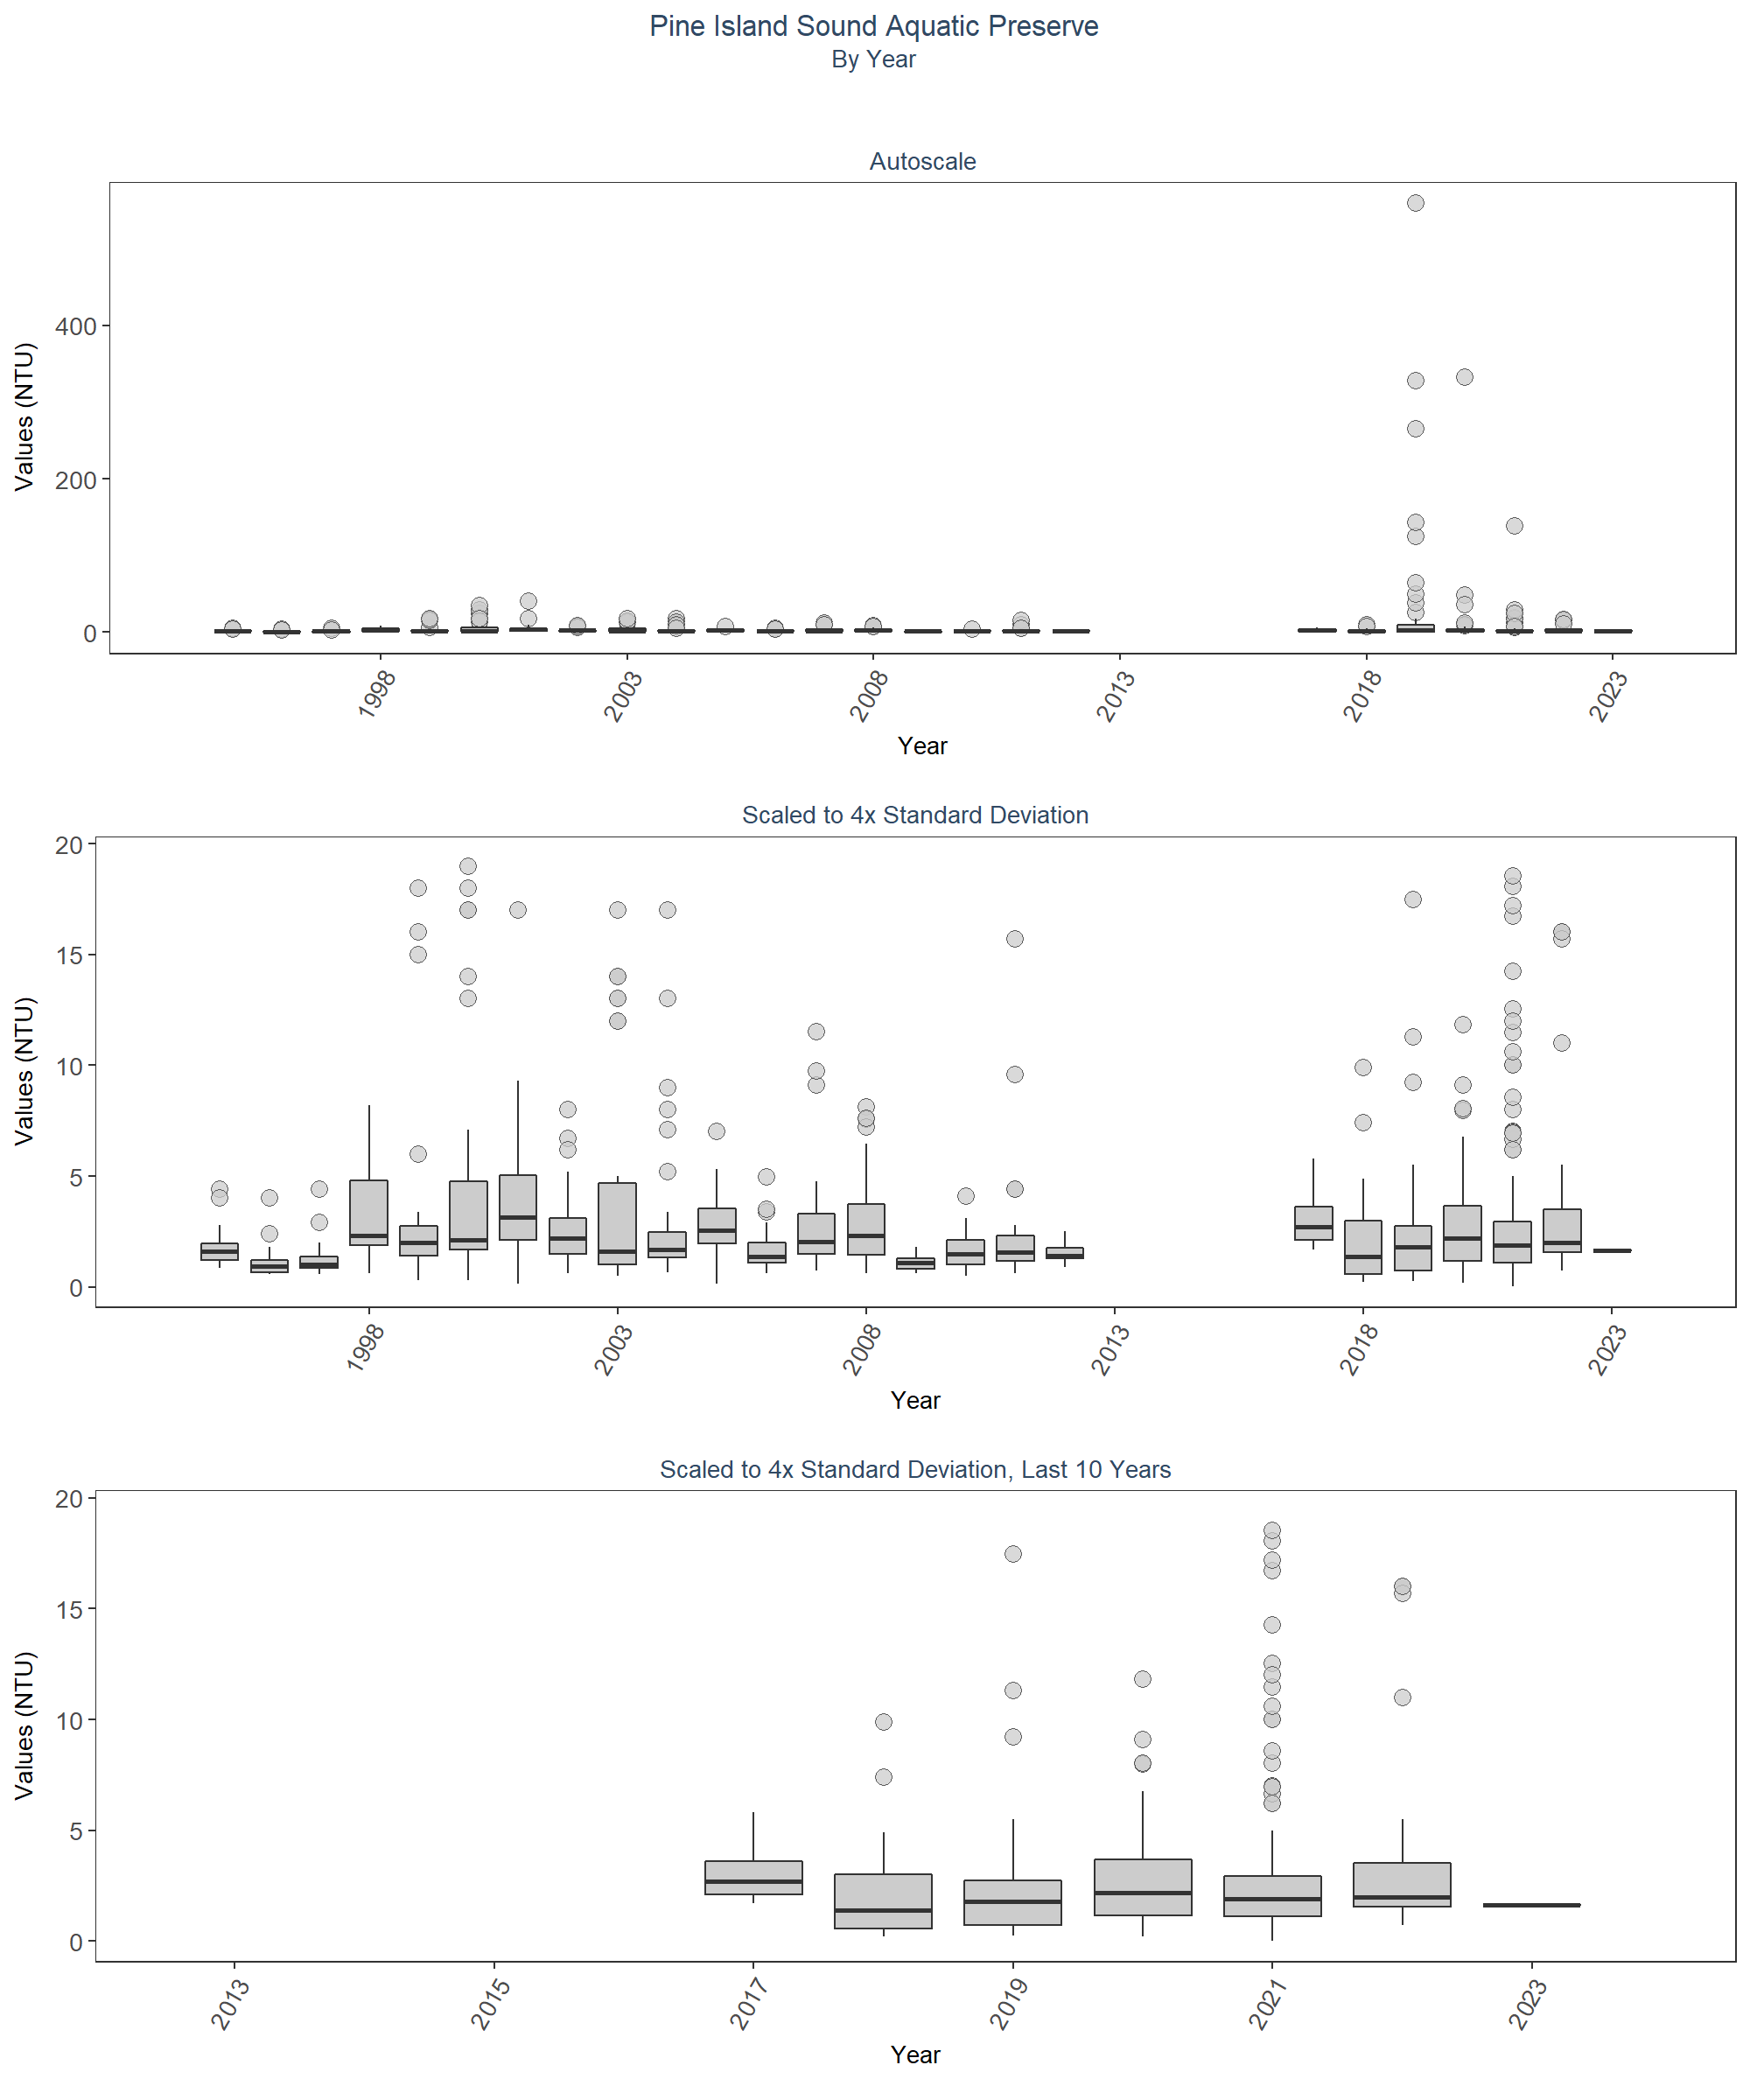 Pine Island Sound Aquatic Preserve
By Year
Autoscale
Values (NTU)
400
200
0
1998 2003 2008 2013 2018 2023
Year
Scaled to 4x Standard Deviation
Values (NTU)
20
15
10
5
0
1998 2003 2008 2013 2018 2023
Year
Scaled to 4x Standard Deviation, Last 10 Years
Values (NTU)
20
15
10
5
0
2013 2015 2017 2019 2021 2023
Year